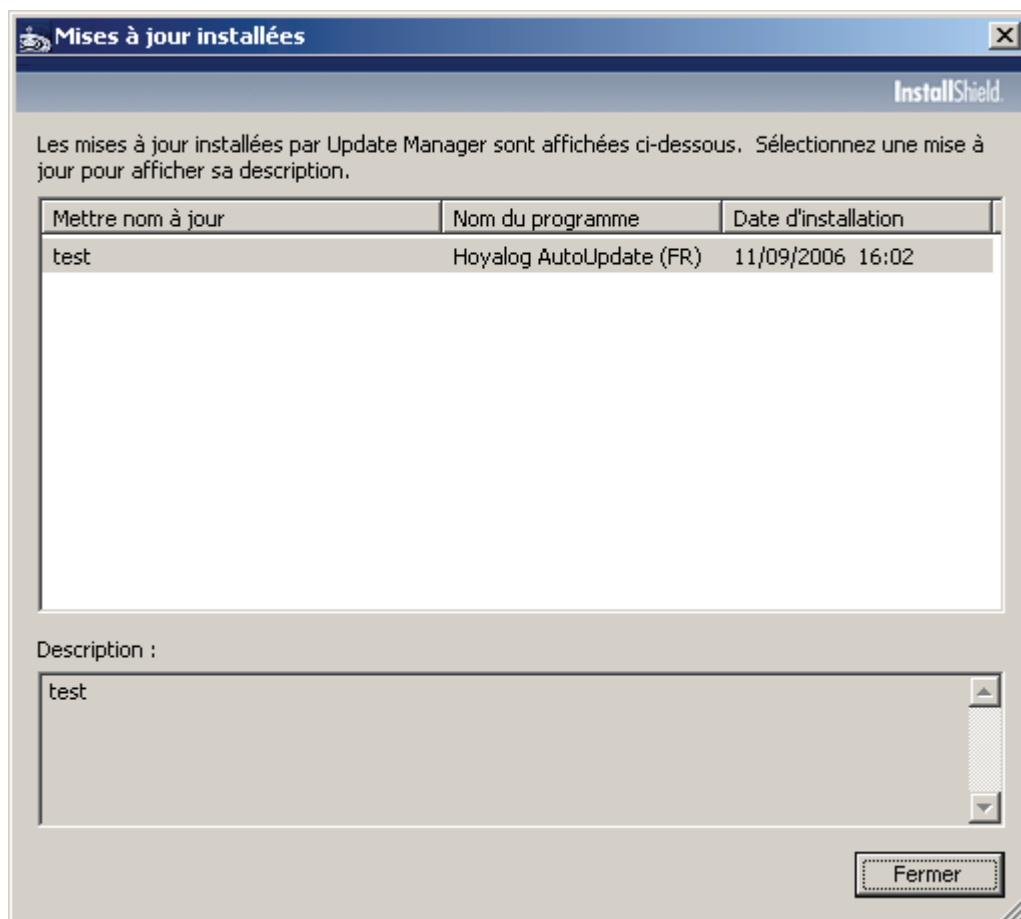 Mises à jour installées
InstallShield.
Les mises à jour installées par Update Manager sont affichées ci-dessous.  Sélectionnez une mise à
jour pour afficher sa description.
Mettre nom à jour Nom du programme Date d'installation
test Hoyalog AutoUpdate (FR) 11/09/2006  16:02
Description :
test
Fermer